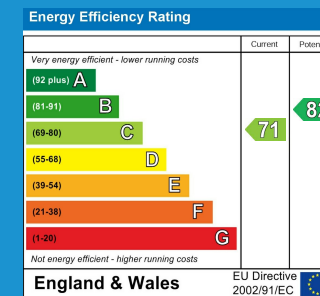 Energy Efficiency Rating
Current
Very energy efficient - lower running costs
(92 plus) A
(81-91) B
(69-80) C
71
(55-68) D
(39-54) E
(21-38) F
(1-20) G
Not energy efficient - higher running costs
England & Wales
EU Directive
2002/91/EC